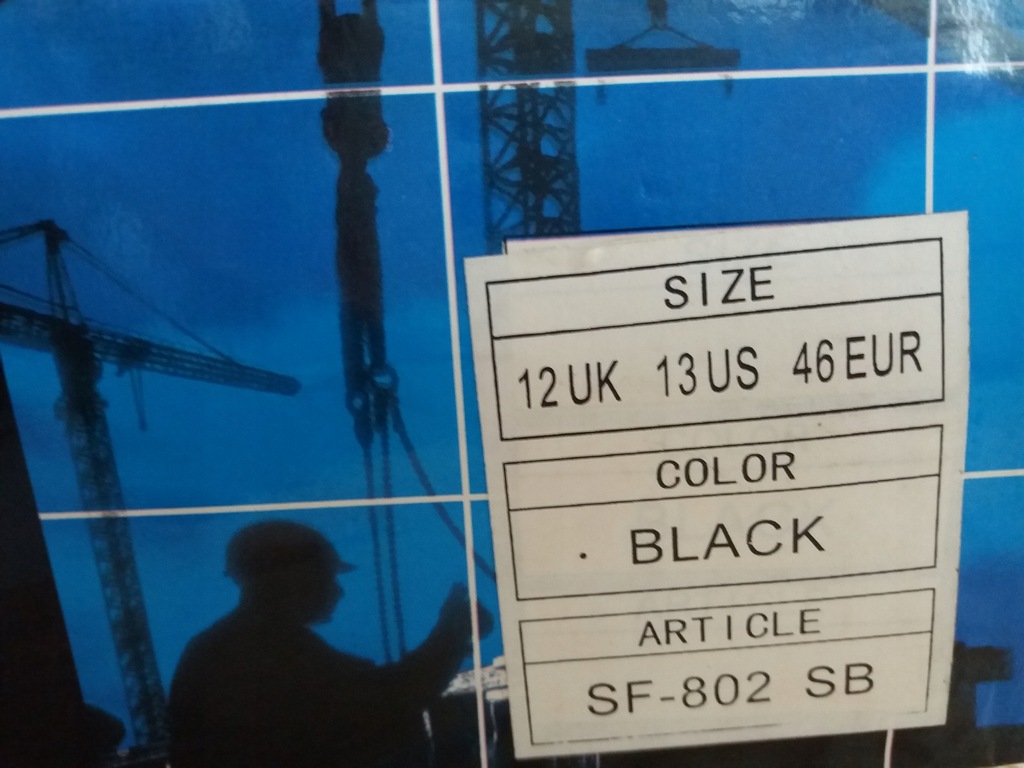 SIZE
12UK 13US 46EUR
COLOR
BLACK
ARTICLE
SF-802 SB